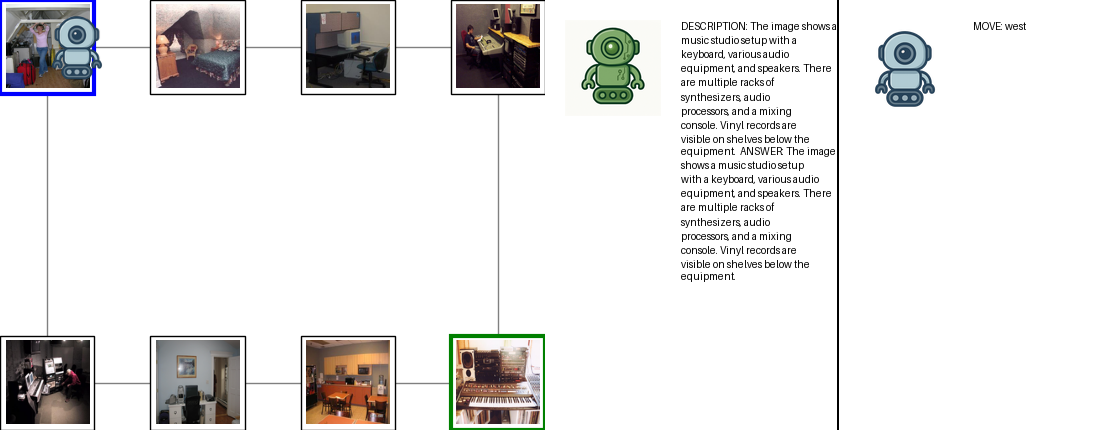 DESCRIPTION: The image shows a
music studio setup with a
keyboard, various audio
equipment, and speakers. There
are multiple racks of
synthesizers, audio
processors, and a mixing
console. Vinyl records are
visible on shelves below the
equipment. ANSWER: The image
shows a music studio setup
with a keyboard, various audio
equipment, and speakers. There
are multiple racks of
synthesizers, audio
processors, and a mixing
console. Vinyl records are
visible on shelves below the
equipment.
MOVE: west